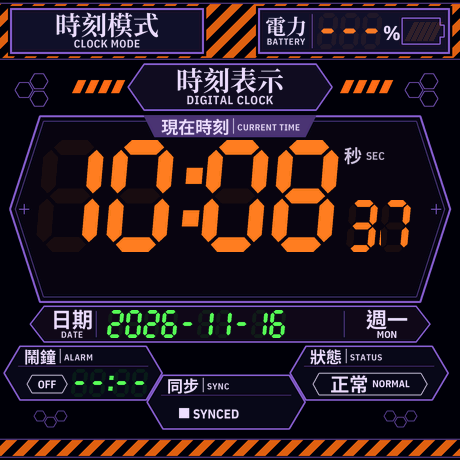 時刻模式
CLOCK MODE
電力 ---%
BATTERY
時刻表示
DIGITAL CLOCK
現在時刻 CURRENT TIME
10:08 秒 SEC
37
日期 2026-11-16 週一
DATE MON
鬧鐘 ALARM
OFF --:--
同步 SYNC
SYNCED
狀態 STATUS
正常 NORMAL